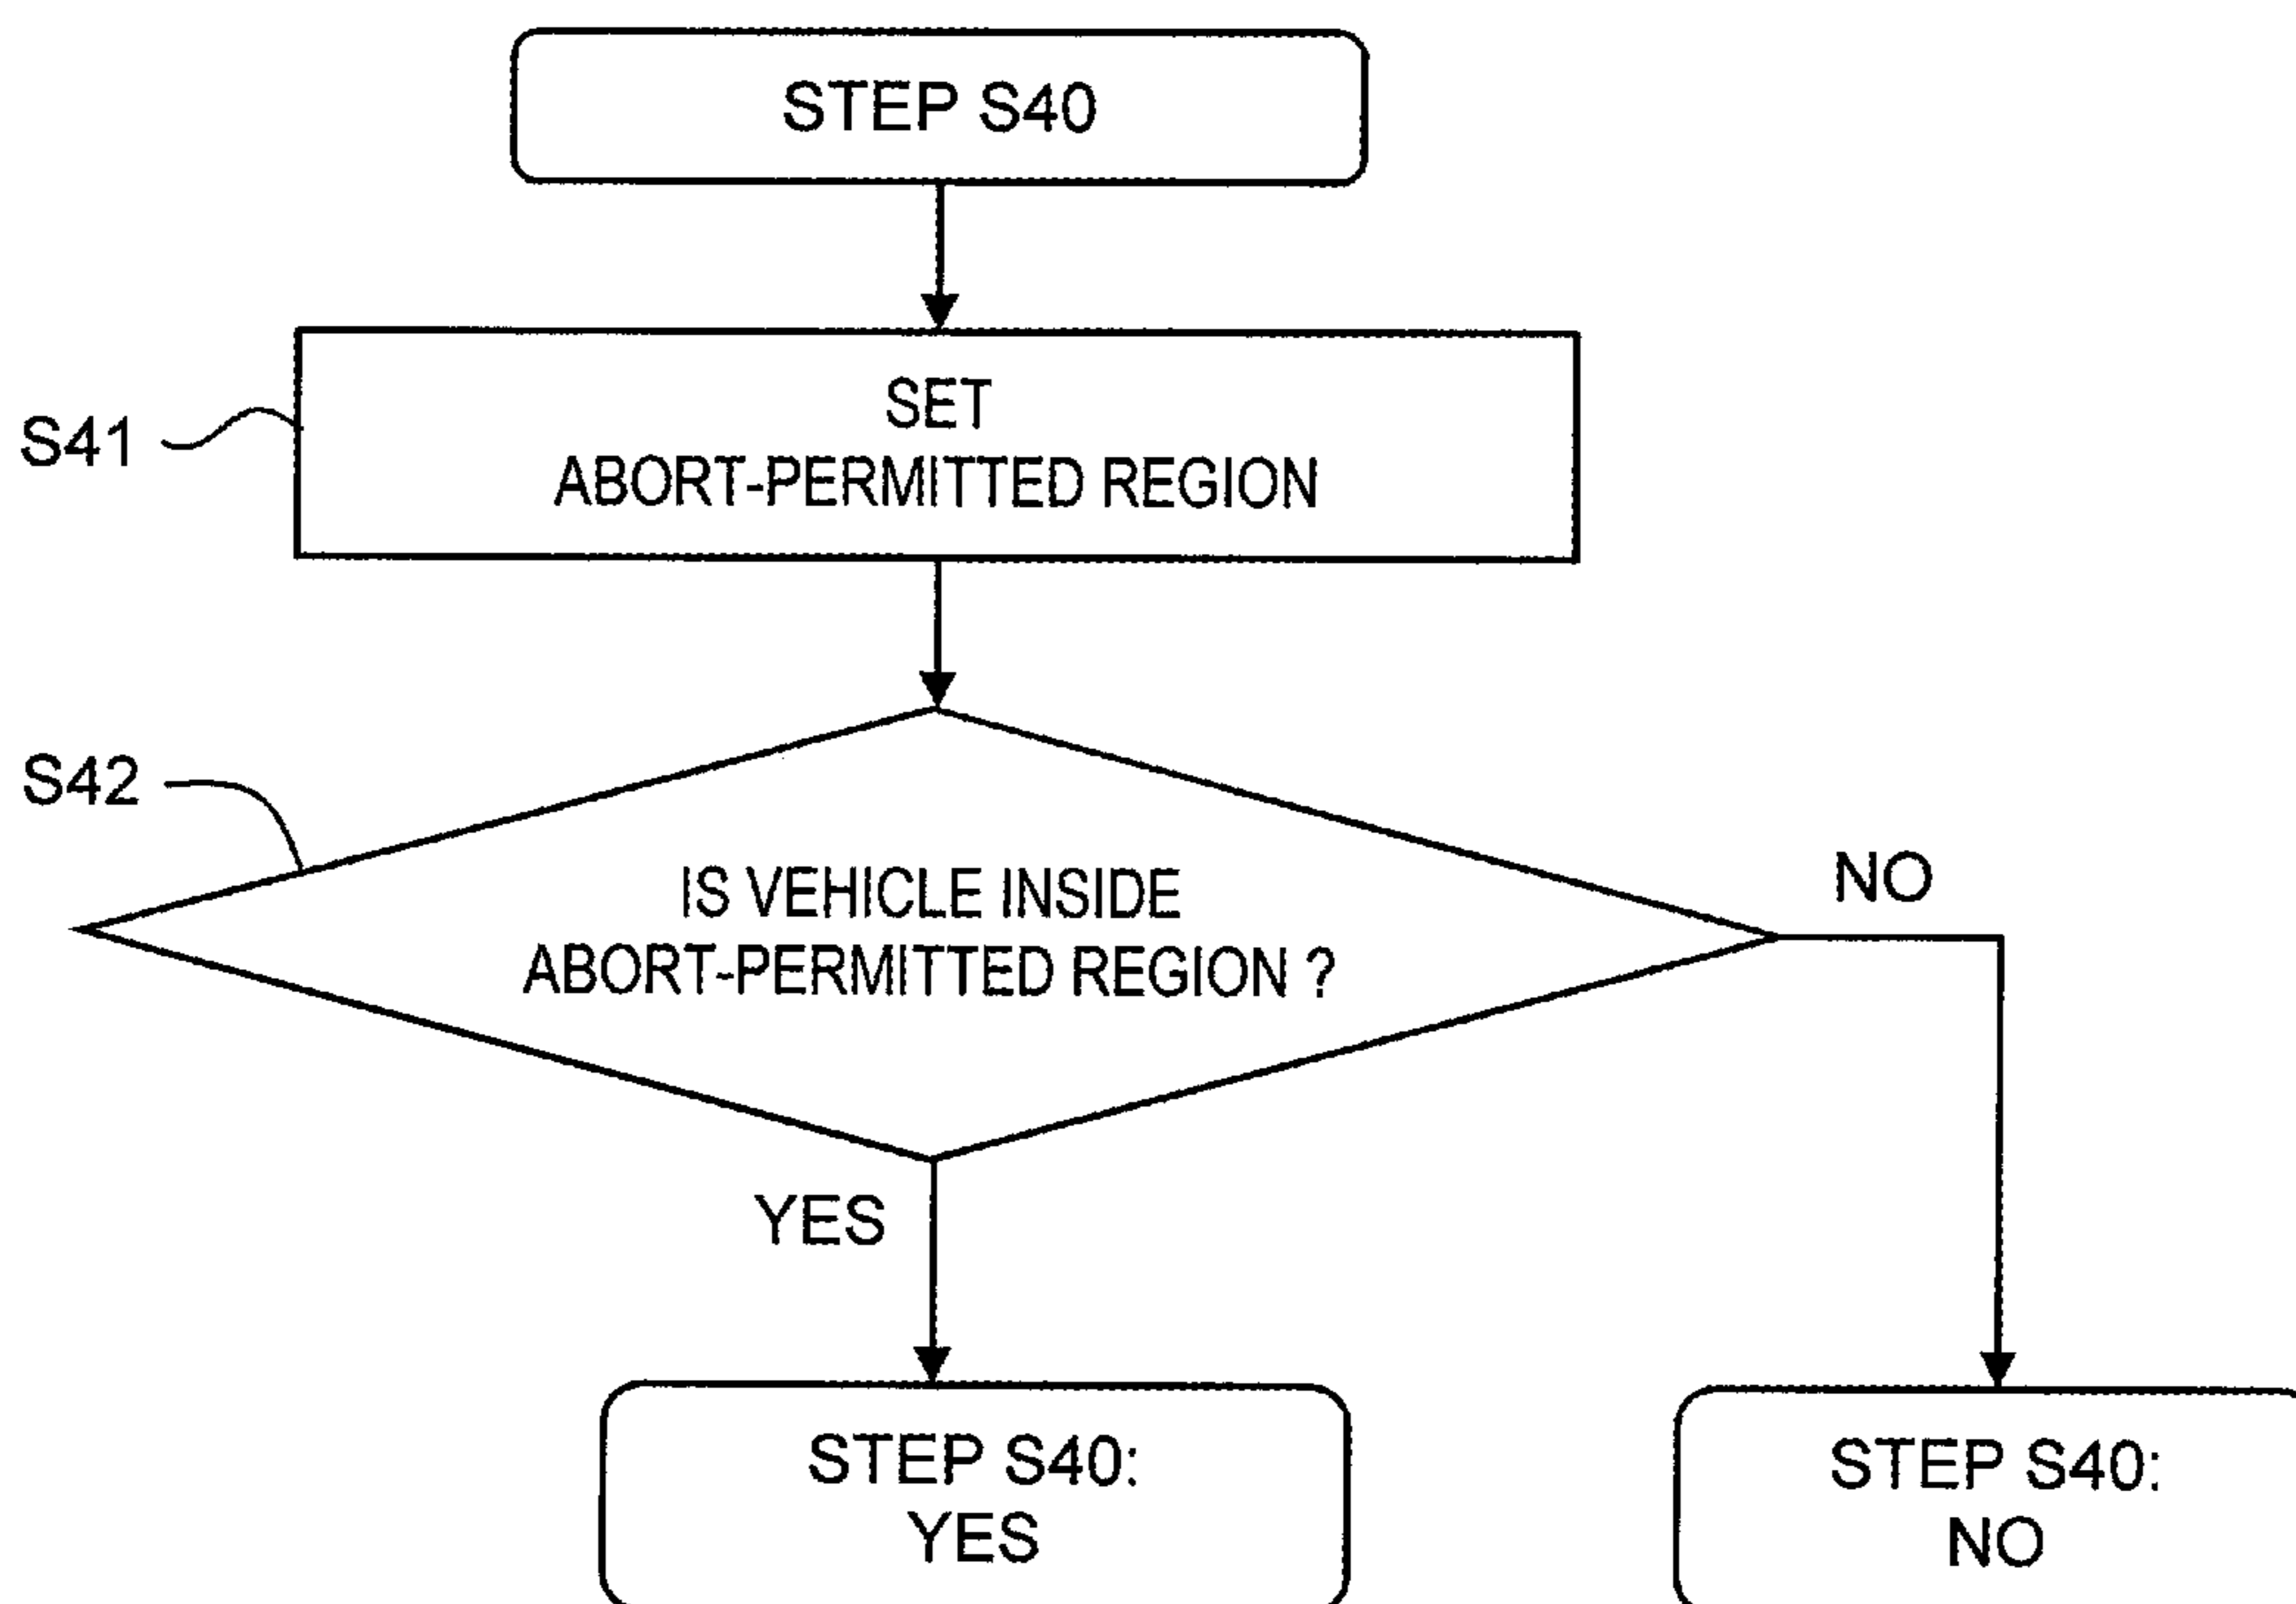 STEP S40
S41
SET
ABORT-PERMITTED REGION
S42
IS VEHICLE INSIDE
ABORT-PERMITTED REGION ?
NO
YES
STEP S40:
YES
STEP S40:
NO